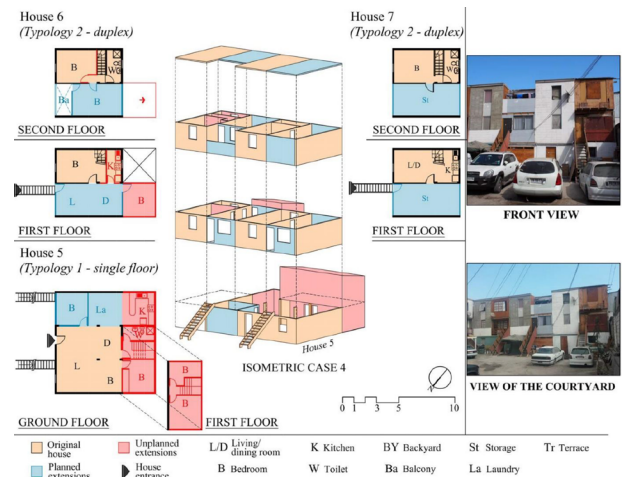 House 6
(Typology 2 - duplex)
B
W
Ba
B
SECOND FLOOR
B
K
L
D
B
FIRST FLOOR
House 5
(Typology 1 - single floor)
B
La
K
W
D
L
B
B
B
B
GROUND FLOOR
FIRST FLOOR
House 5
ISOMETRIC CASE 4
House 7
(Typology 2 - duplex)
B
W
St
SECOND FLOOR
L/D
K
St
FIRST FLOOR
0 1 3 5 10
FRONT VIEW
VIEW OF THE COURTYARD
Original house
Unplanned extensions
Planned extensions
House entrance
L/D Living/ dining room
B Bedroom
K Kitchen
W Toilet
BY Backyard
Ba Balcony
St Storage
La Laundry
Tr Terrace